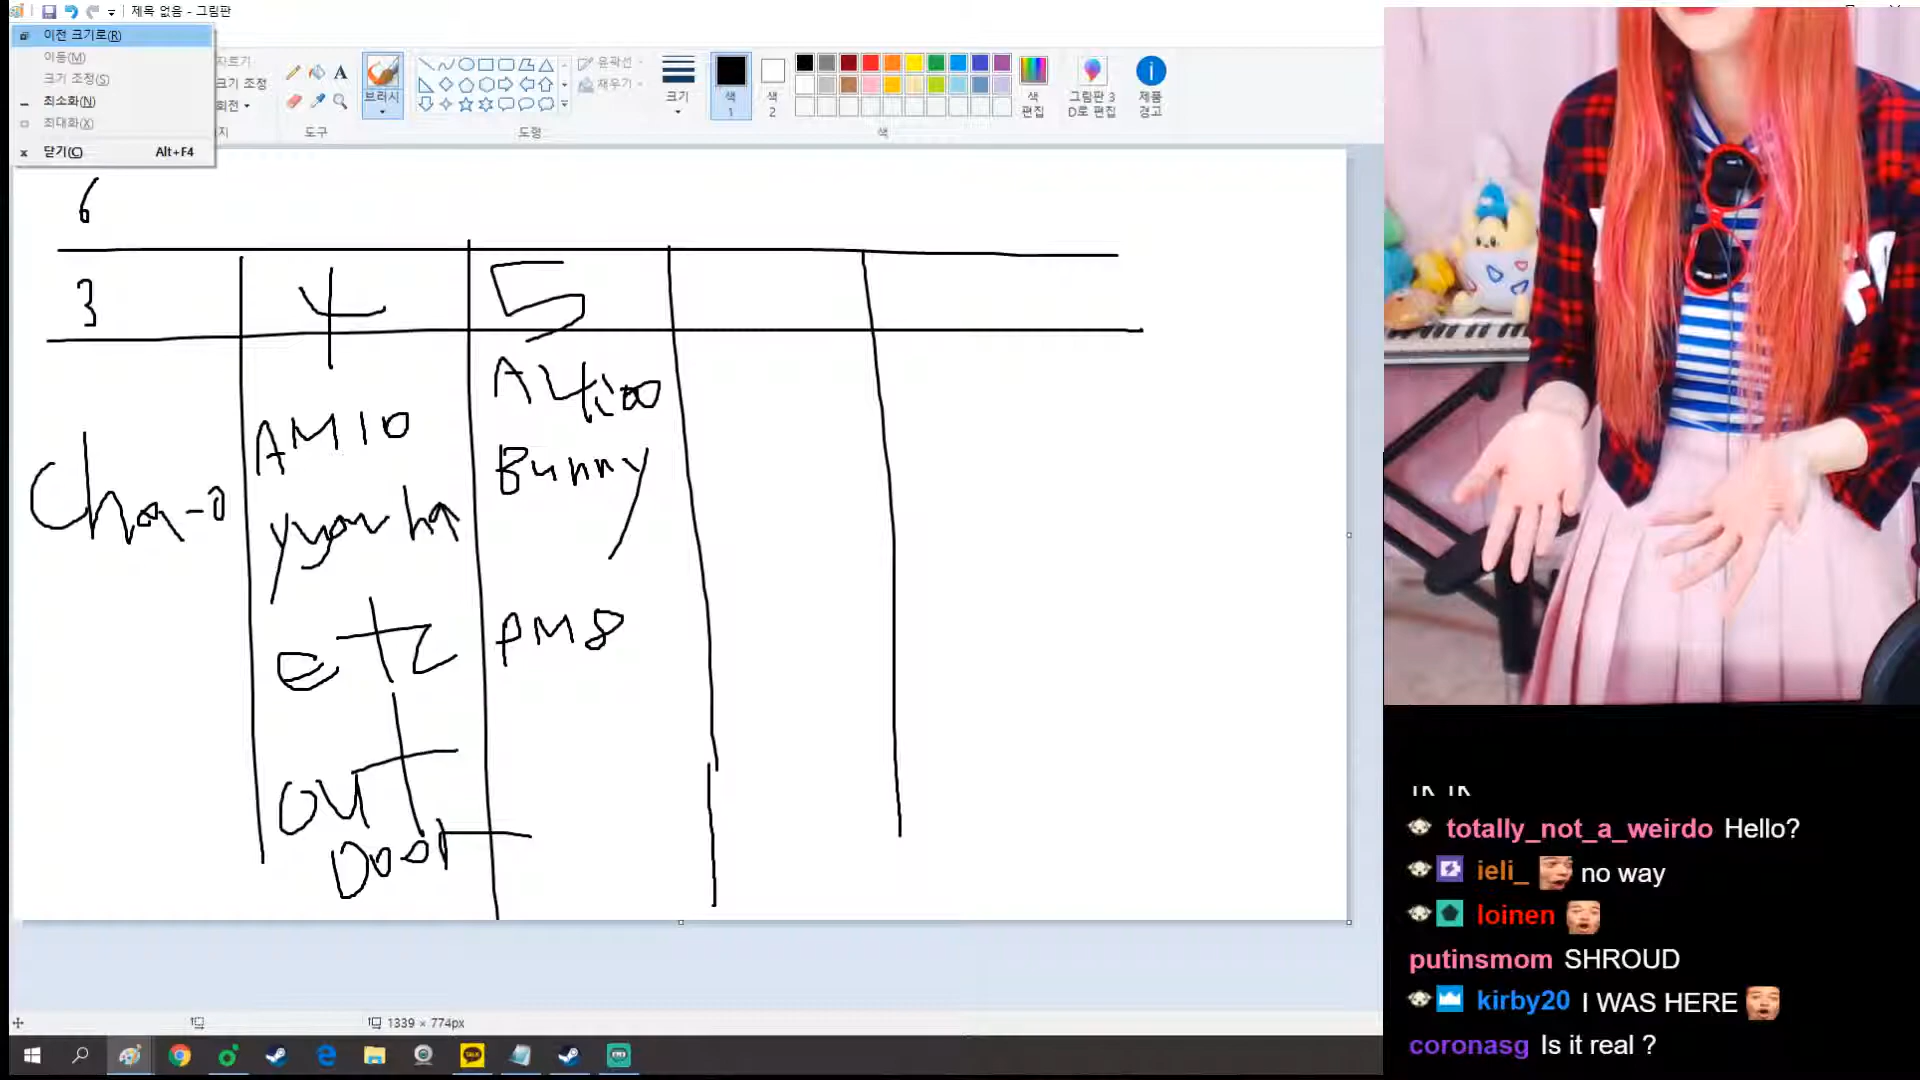 제목 없음 - 그림판
이전 크기로(R)
이동(M)
크기 조정(S)
최소화(N)
최대화(X)
닫기(C) Alt+F4
자르기
크기 조정
회전
도구
브러시
도형
윤곽선
채우기
크기
색 1
색 2
색
색 편집
그림판 3D로 편집
제품 경고
6
3 4 5
AM10
etc
out
Door
Bunny
PM8
1339 × 774px
totally_not_a_weirdo Hello?
ieli_ no way
loinen
putinsmom SHROUD
kirby20 I WAS HERE
coronasg Is it real ?